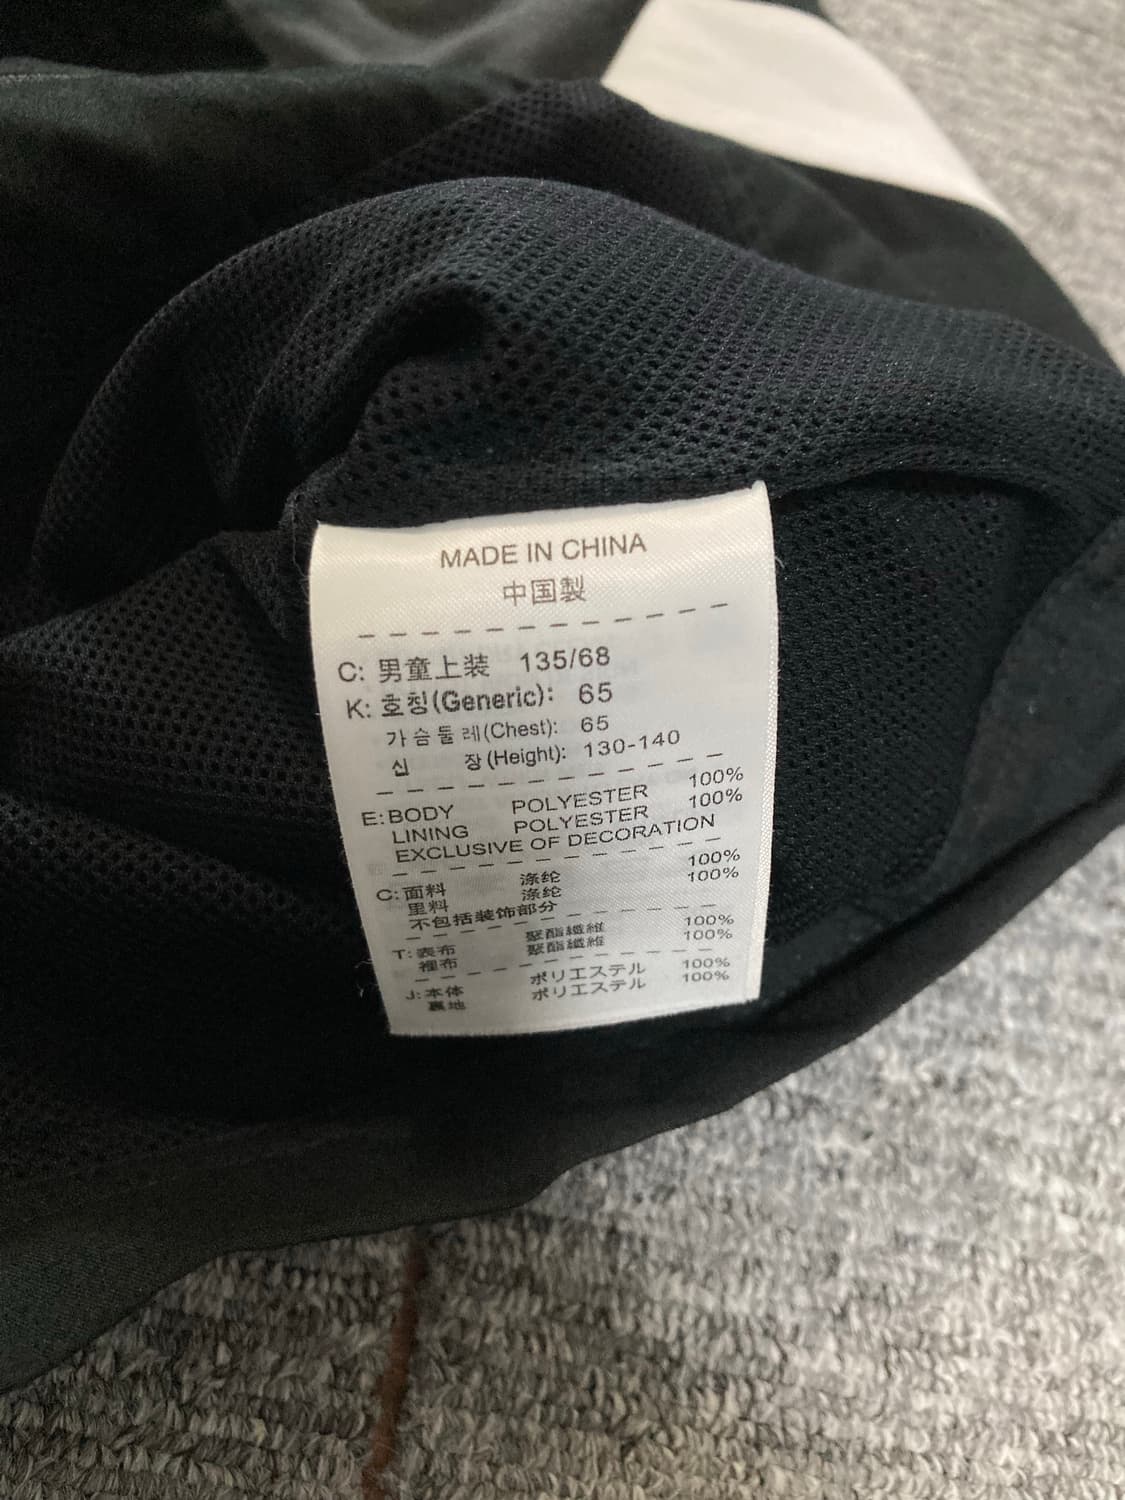 MADE IN CHINA
中国製
C: 男童上装 135/68
K: 호칭(Generic): 65
가슴둘레(Chest): 65
신 장(Height): 130-140
E: BODY POLYESTER 100%
LINING POLYESTER 100%
EXCLUSIVE OF DECORATION
C: 面料 涤纶 100%
里料 涤纶 100%
不包括装饰部分
T: 表布 聚酯纖維 100%
裡布 聚酯纖維 100%
J: 本体 ポリエステル 100%
裏地 ポリエステル 100%